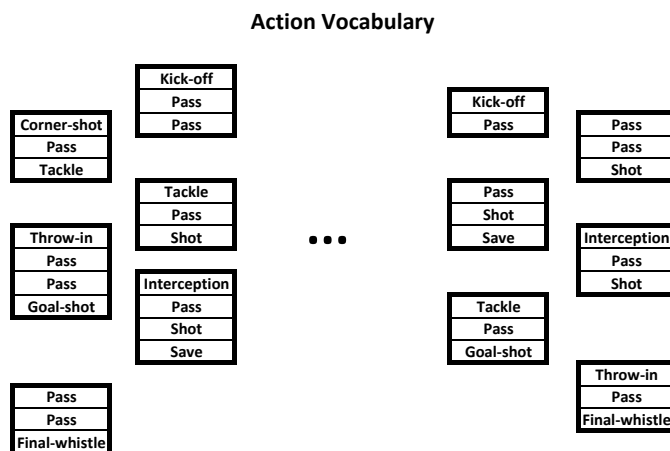 Action Vocabulary
Corner-shot
Pass
Tackle
Throw-in
Pass
Pass
Goal-shot
Pass
Pass
Final-whistle
Kick-off
Pass
Pass
Tackle
Pass
Shot
Interception
Pass
Shot
Save
...
Kick-off
Pass
Pass
Shot
Save
Tackle
Pass
Goal-shot
Pass
Pass
Shot
Interception
Pass
Shot
Throw-in
Pass
Final-whistle